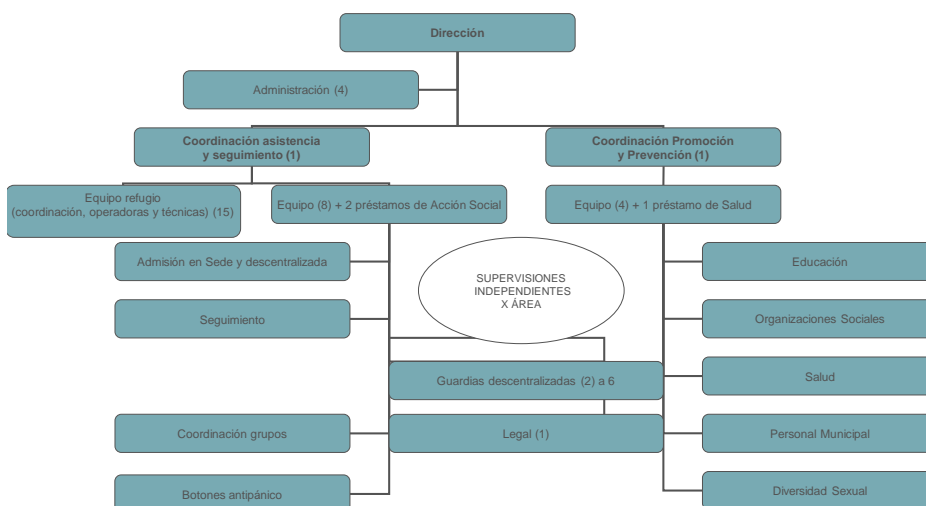 Dirección
Administración (4)
Coordinación asistencia
y seguimiento (1)
Coordinación Promoción
y Prevención (1)
Equipo refugio
(coordinación, operadoras y técnicas) (15)
Equipo (8) + 2 préstamos de Acción Social
Equipo (4) + 1 préstamo de Salud
Admisión en Sede y descentralizada
SUPERVISIONES
INDEPENDIENTES
X ÁREA
Educación
Seguimiento
Organizaciones Sociales
Guardias descentralizadas (2) a 6
Salud
Coordinación grupos
Legal (1)
Personal Municipal
Botones antipánico
Diversidad Sexual